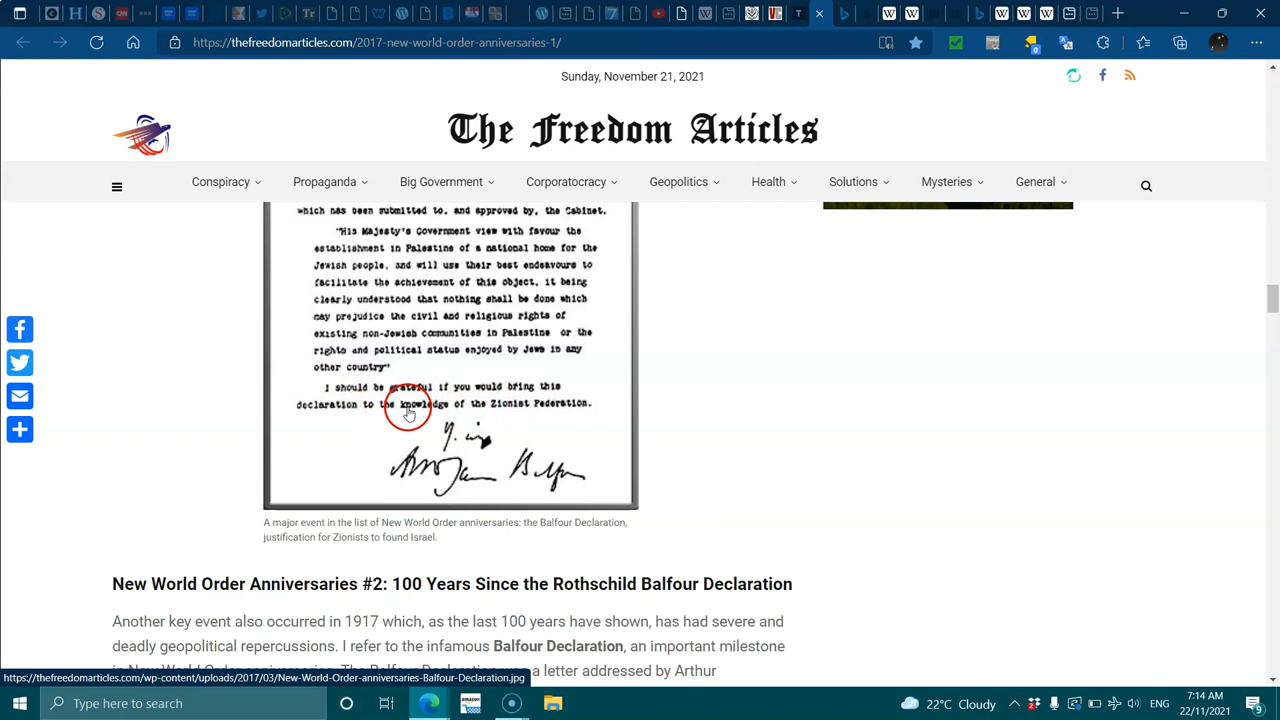 https://thefreedomarticles.com/2017-new-world-order-anniversaries-1/
Sunday, November 21, 2021
The Freedom Articles
Conspiracy Propaganda Big Government Corporatocracy Geopolitics Health Solutions Mysteries General
which has been submitted to, and approved by, the Cabinet.
"His Majesty's Government view with favour the
establishment in Palestine of a national home for the
Jewish people, and will use their best endeavours to
facilitate the achievement of this object, it being
clearly understood that nothing shall be done which
may prejudice the civil and religious rights of
existing non-Jewish communities in Palestine or the
rights and political status enjoyed by Jews in any
other country"
I should be grateful if you would bring this
declaration to the knowledge of the Zionist Federation.
A major event in the list of New World Order anniversaries: the Balfour Declaration,
justification for Zionists to found Israel.
New World Order Anniversaries #2: 100 Years Since the Rothschild Balfour Declaration
Another key event also occurred in 1917 which, as the last 100 years have shown, has had severe and
deadly geopolitical repercussions. I refer to the infamous Balfour Declaration, an important milestone
in New World Order anniversaries. The Balfour Declaration was a letter addressed by Arthur
https://thefreedomarticles.com/wp-content/uploads/2017/03/New-World-Order-anniversaries-Balfour-Declaration.jpg
Type here to search
22°C Cloudy
7:14 AM
22/11/2021